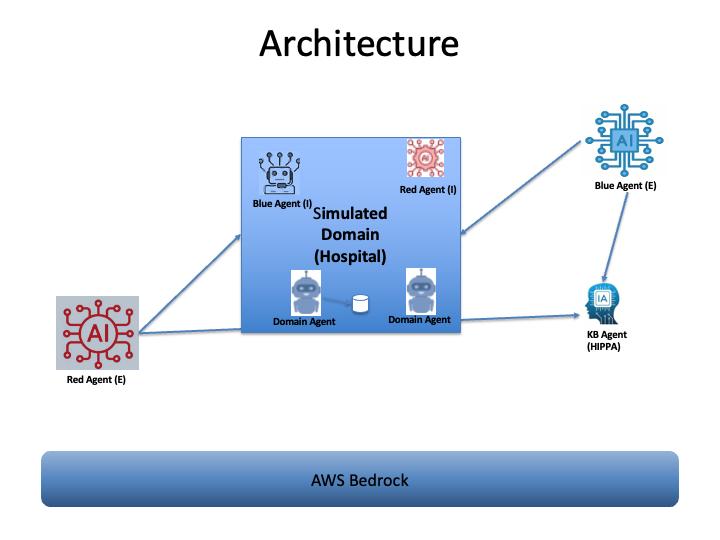 Architecture
AI
Blue Agent (E)
AI
Red Agent (I)
Blue Agent (I)
Simulated
Domain
(Hospital)
Domain Agent
Domain Agent
IA
KB Agent
(HIPPA)
AI
Red Agent (E)
AWS Bedrock